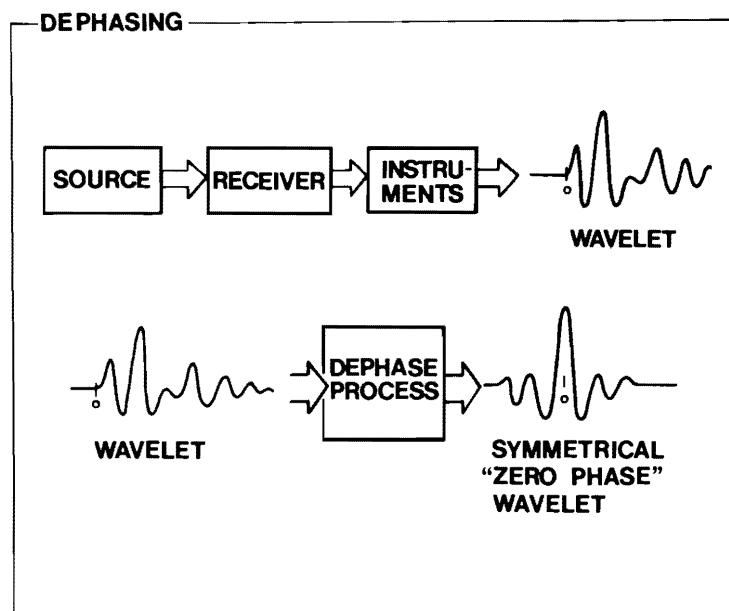 DEPHASING
SOURCE
RECEIVER
INSTRU-
MENTS
o
WAVELET
o
WAVELET
DEPHASE
PROCESS
o
SYMMETRICAL
“ZERO PHASE”
WAVELET